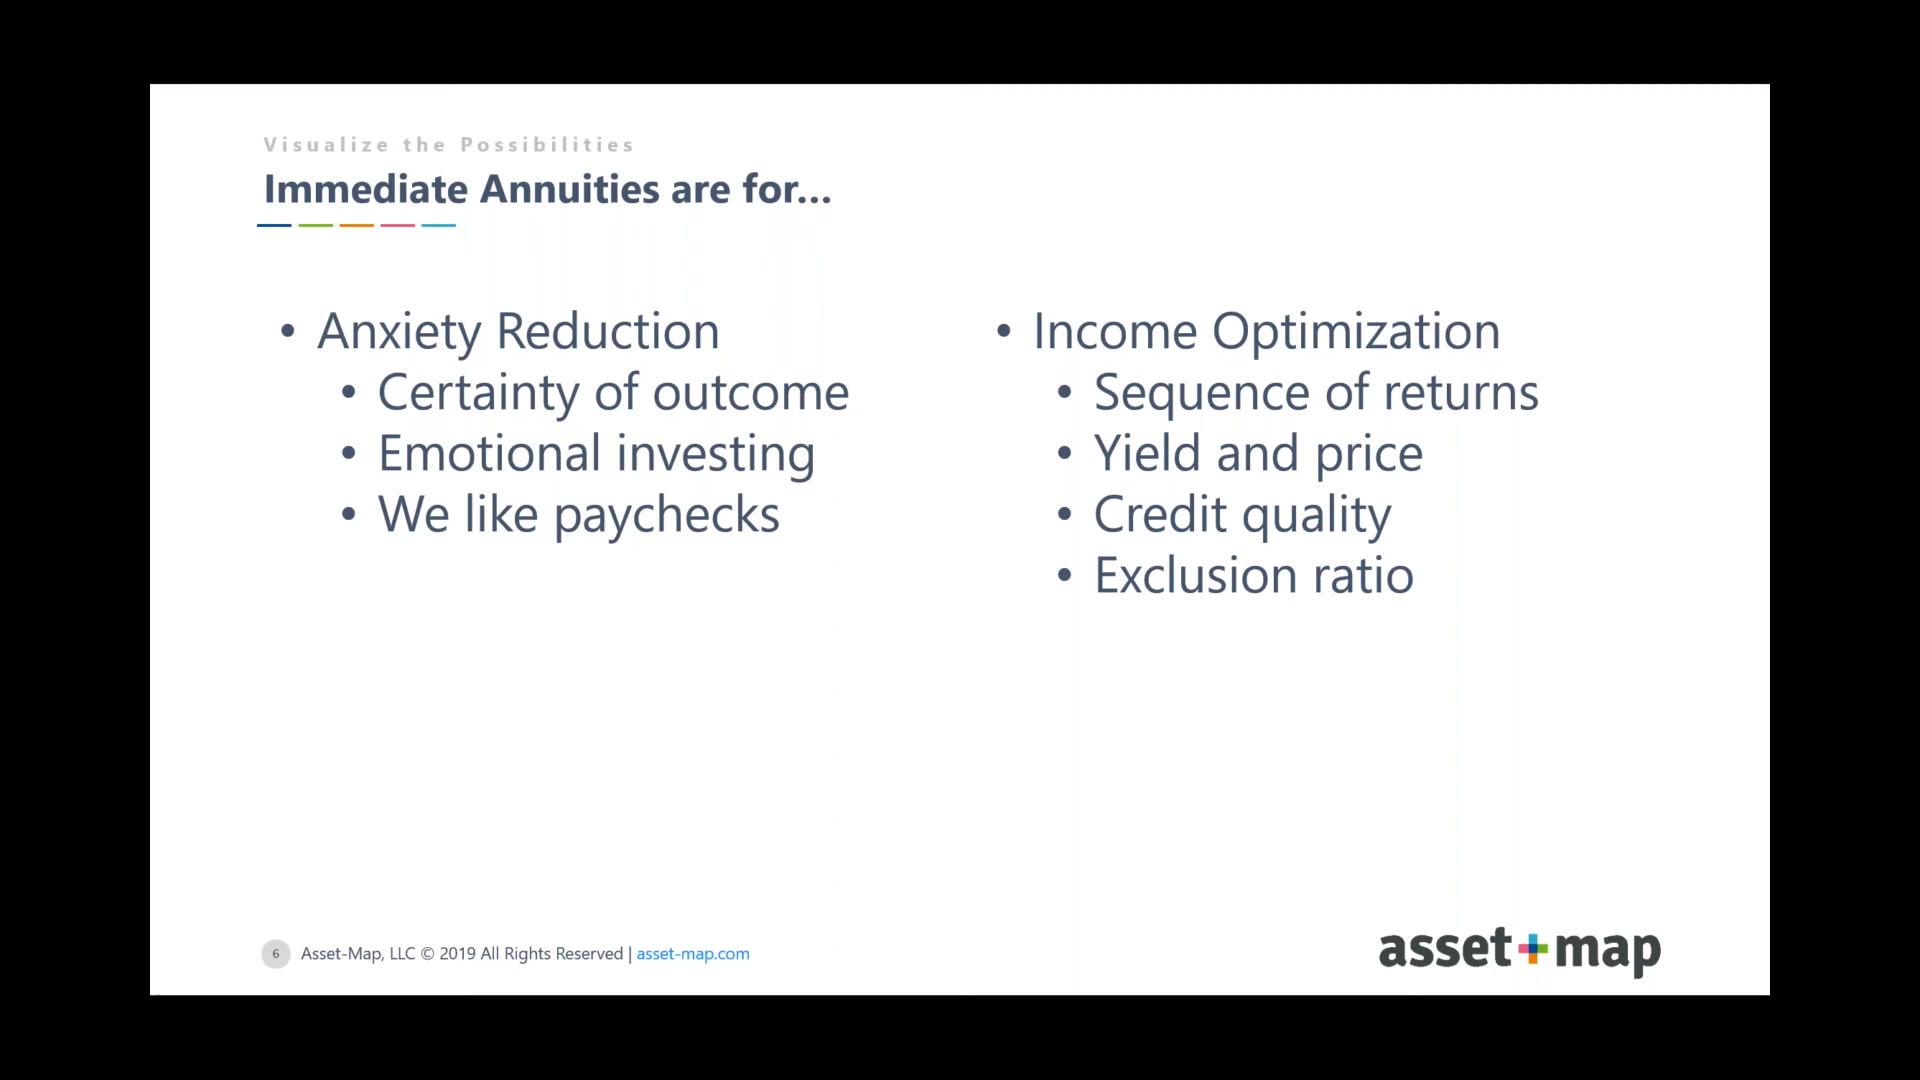 Visualize the Possibilities
Immediate Annuities are for...
• Anxiety Reduction
• Certainty of outcome
• Emotional investing
• We like paychecks
• Income Optimization
• Sequence of returns
• Yield and price
• Credit quality
• Exclusion ratio
6 Asset-Map, LLC © 2019 All Rights Reserved | asset-map.com
asset+map